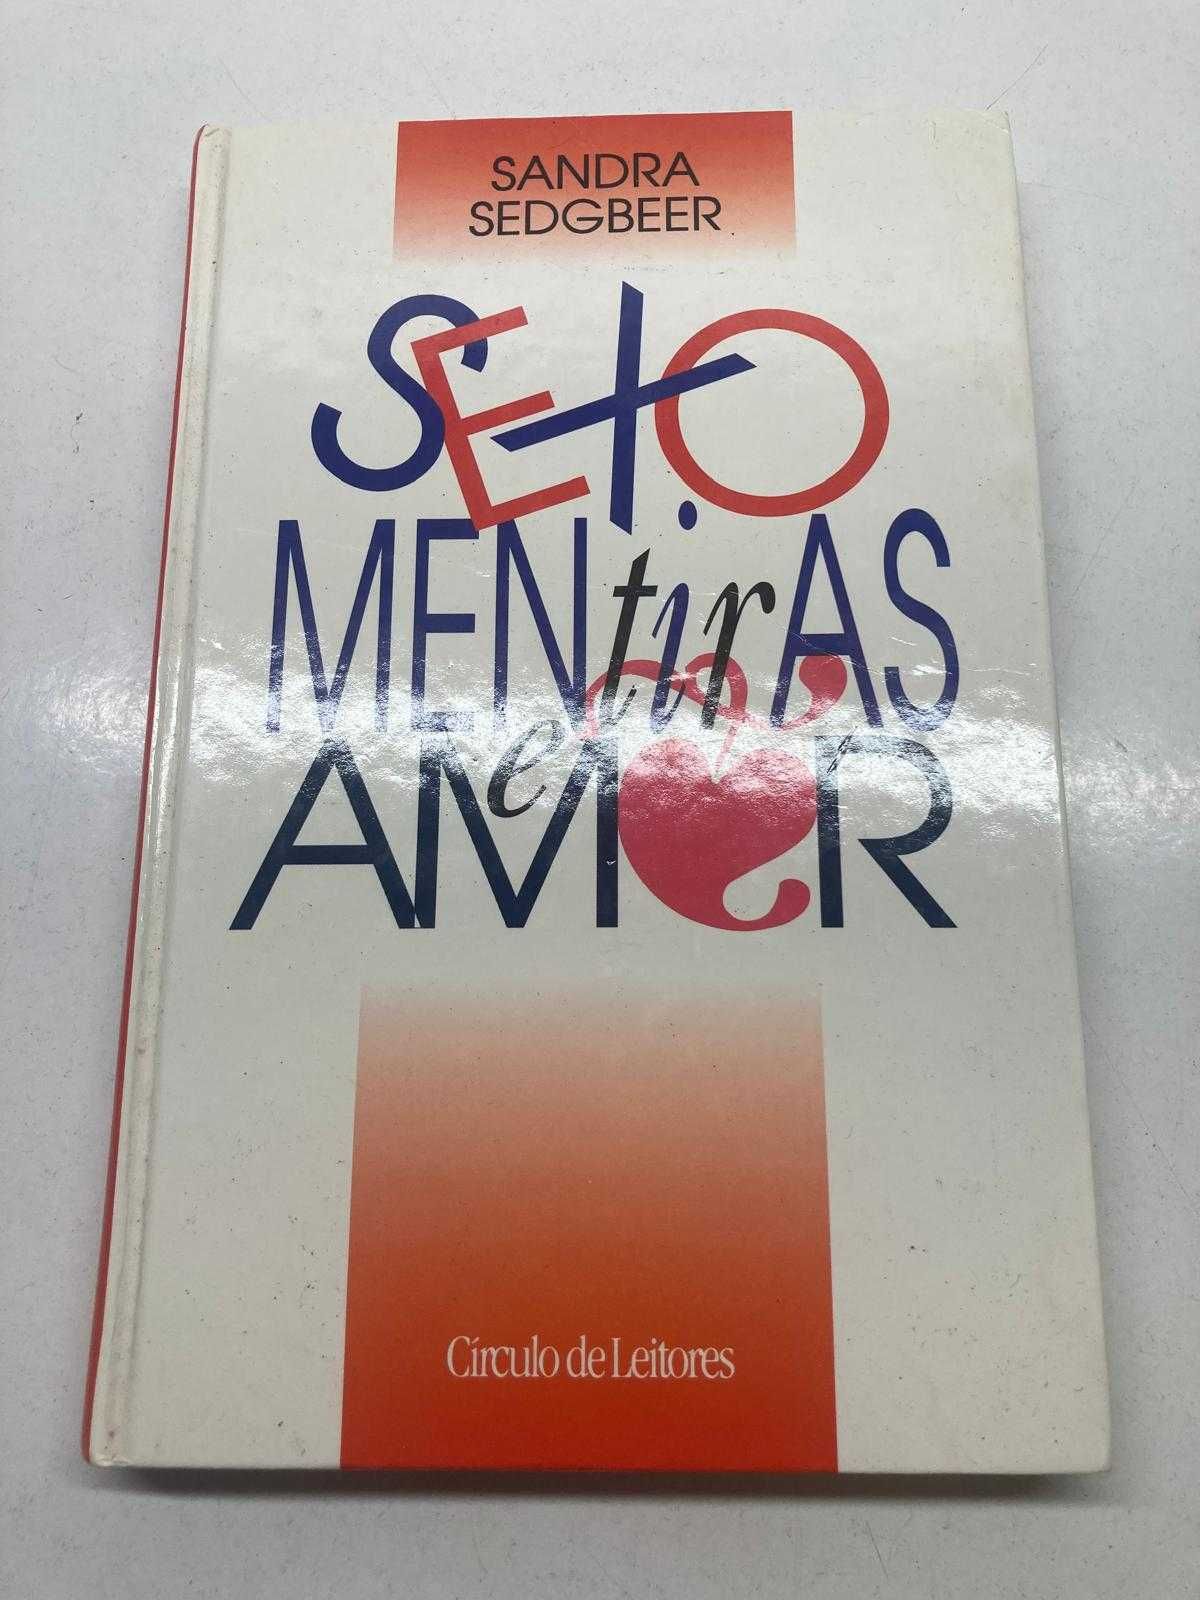 SANDRA
SEDGBEER
SEXO
MENtirAS
e
AMOR
Círculo de Leitores